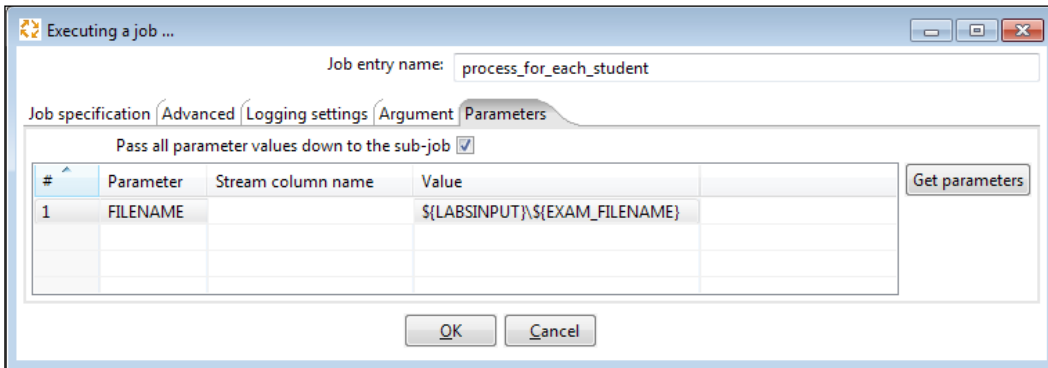 Executing a job ...
Job entry name: process_for_each_student
Job specification Advanced Logging settings Argument Parameters
Pass all parameter values down to the sub-job
# Parameter Stream column name Value Get parameters
1 FILENAME ${LABSINPUT}\${EXAM_FILENAME}
OK Cancel